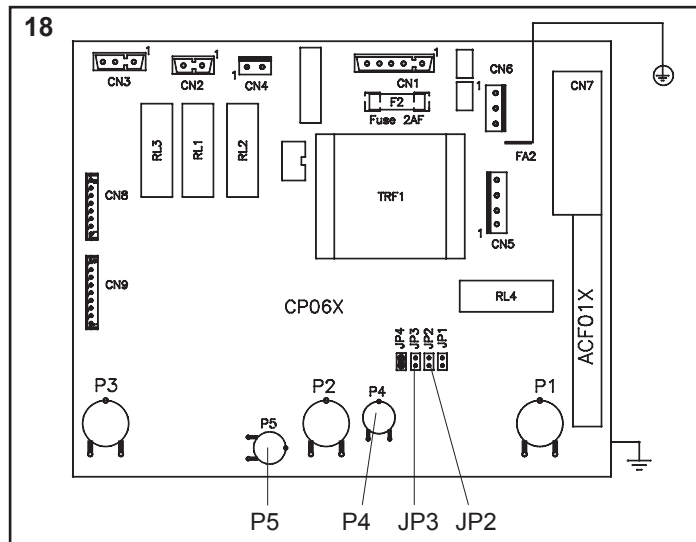 18
1
CN3
1
CN2
1
CN4
1
CN1
F2
Fuse 2AF
1
CN6
CN7
FA2
RL3
RL1
RL2
TRF1
CN8
1
CN5
CN9
CP06X
RL4
ACF01X
JP4
JP3
JP2
JP1
P3
P5
P2
P4
P1
P5 P4 JP3 JP2